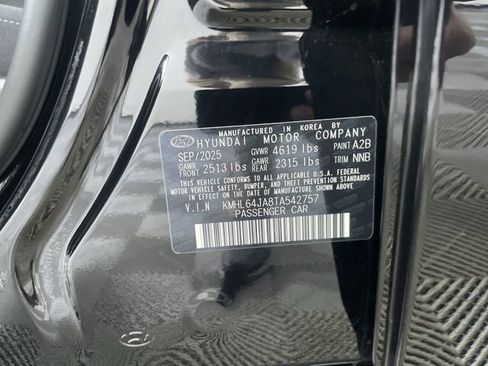 MANUFACTURED IN KOREA BY
HYUNDAI MOTOR COMPANY
SEP/2025 GVWR 4619 lbs PAINT A2B
GAWR FRONT 2513 lbs GAWR REAR 2315 lbs TRIM NNB
THIS VEHICLE CONFORMS TO ALL APPLICABLE U.S.A. FEDERAL
MOTOR VEHICLE SAFETY, BUMPER, AND THEFT PREVENTION STANDARDS
IN EFFECT ON THE DATE OF MANUFACTURE SHOWN ABOVE.
V.I.N KMHL64JA8TA542757
PASSENGER CAR